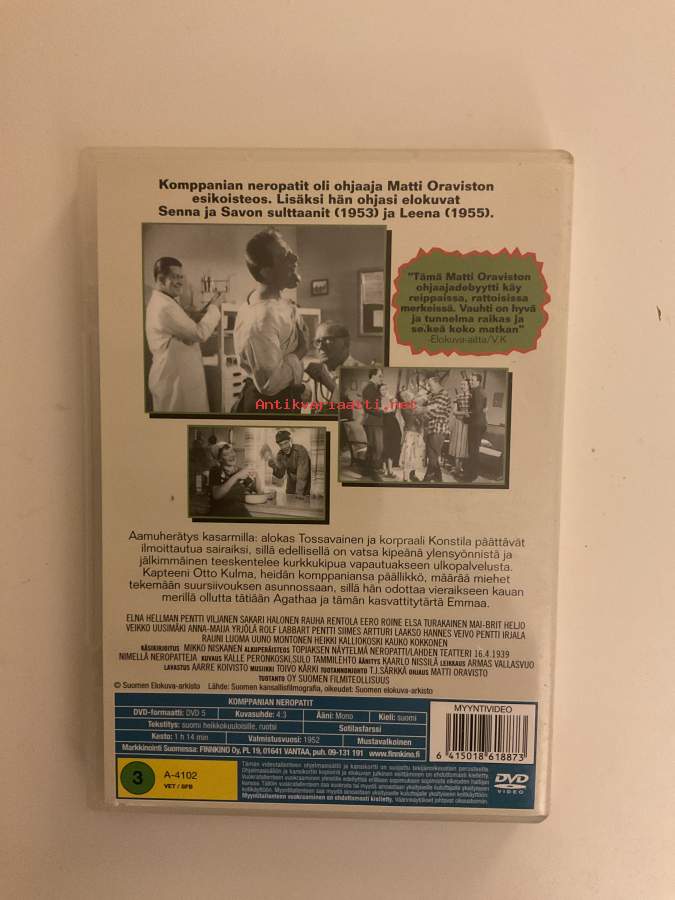 Komppanian neropatit oli ohjaaja Matti Oraviston
esikoisteos. Lisäksi hän ohjasi elokuvat
Senna ja Savon sulttaanit (1953) ja Leena (1955).
"Tämä Matti Oraviston
ohjaajadebyytti käy
reippaissa, rattoisissa
merkeissä. Vauhti on hyvä
ja tunnelma raikas ja
se.keä koko matkan"
-Elokuva-aitta/V.K
Antikvariaatti.net
Aamuherätys kasarmilla: alokas Tossavainen ja korpraali Konstila päättävät
ilmoittautua sairaiksi, sillä edellisellä on vatsa kipeänä ylensyönnistä ja
jälkimmäinen teeskentelee kurkkukipua vapautuakseen ulkopalvelusta.
Kapteeni Otto Kulma, heidän komppaniansa päällikkö, määrää miehet
tekemään suursiivouksen asunnossaan, sillä hän odottaa vieraikseen kauan
merillä ollutta tätiään Agathaa ja tämän kasvattitytärtä Emmaa.
ELNA HELLMAN PENTTI VILJANEN SAKARI HALONEN RAUHA RENTOLA EERO ROINE ELSA TURAKAINEN MAI-BRIT HELJO
VEIKKO UUSIMÄKI ANNA-MAIJA YRJÖLÄ ROLF LABBART PENTTI SIIMES ARTTURI LAAKSO HANNES VEIVO PENTTI IRJALA
RAUNI LUOMA UUNO MONTONEN HEIKKI KALLIOKOSKI KAUKO KOKKONEN
KÄSIKIRJOITUS MIKKO NISKANEN ALKUPERÄISTEOS TOPIAKSEN NÄYTELMÄ NEROPATTI/LAHDEN TEATTERI 16.4.1939
NIMELLÄ NEROPATTEJA KUVAUS KALLE PERONKOSKI,SULO TAMMILEHTO ÄÄNITYS KAARLO NISSILÄ LEIKKAUS ARMAS VALLASVUO
LAVASTUS AARRE KOIVISTO MUSIIKKI TOIVO KÄRKI TUOTANNONJOHTO T.J.SÄRKKÄ OHJAUS MATTI ORAVISTO
TUOTANTO OY SUOMEN FILMITEOLLISUUS
© Suomen Elokuva-arkisto Lähde: Suomen kansallisfilmografia, oikeudet: Suomen elokuva-arkisto
KOMPPANIAN NEROPATIT
DVD-formaatti: DVD 5 Kuvasuhde: 4:3 Ääni: Mono Kieli: suomi
Tekstitys: suomi heikkokuuloisille, ruotsi Sotilasfarssi
Kesto: 1 h 14 min Valmistusvuosi: 1952 Mustavalkoinen
Markkinointi Suomessa: FINNKINO Oy, PL 19, 01641 VANTAA, puh. 09-131 191 www.finnkino.fi
MYYNTIVIDEO
6 415018 618873
3 A-4102
VET / SFB
Myyntitallenteen vuokraaminen on ehdottomasti kielletty.
DVD
VIDEO